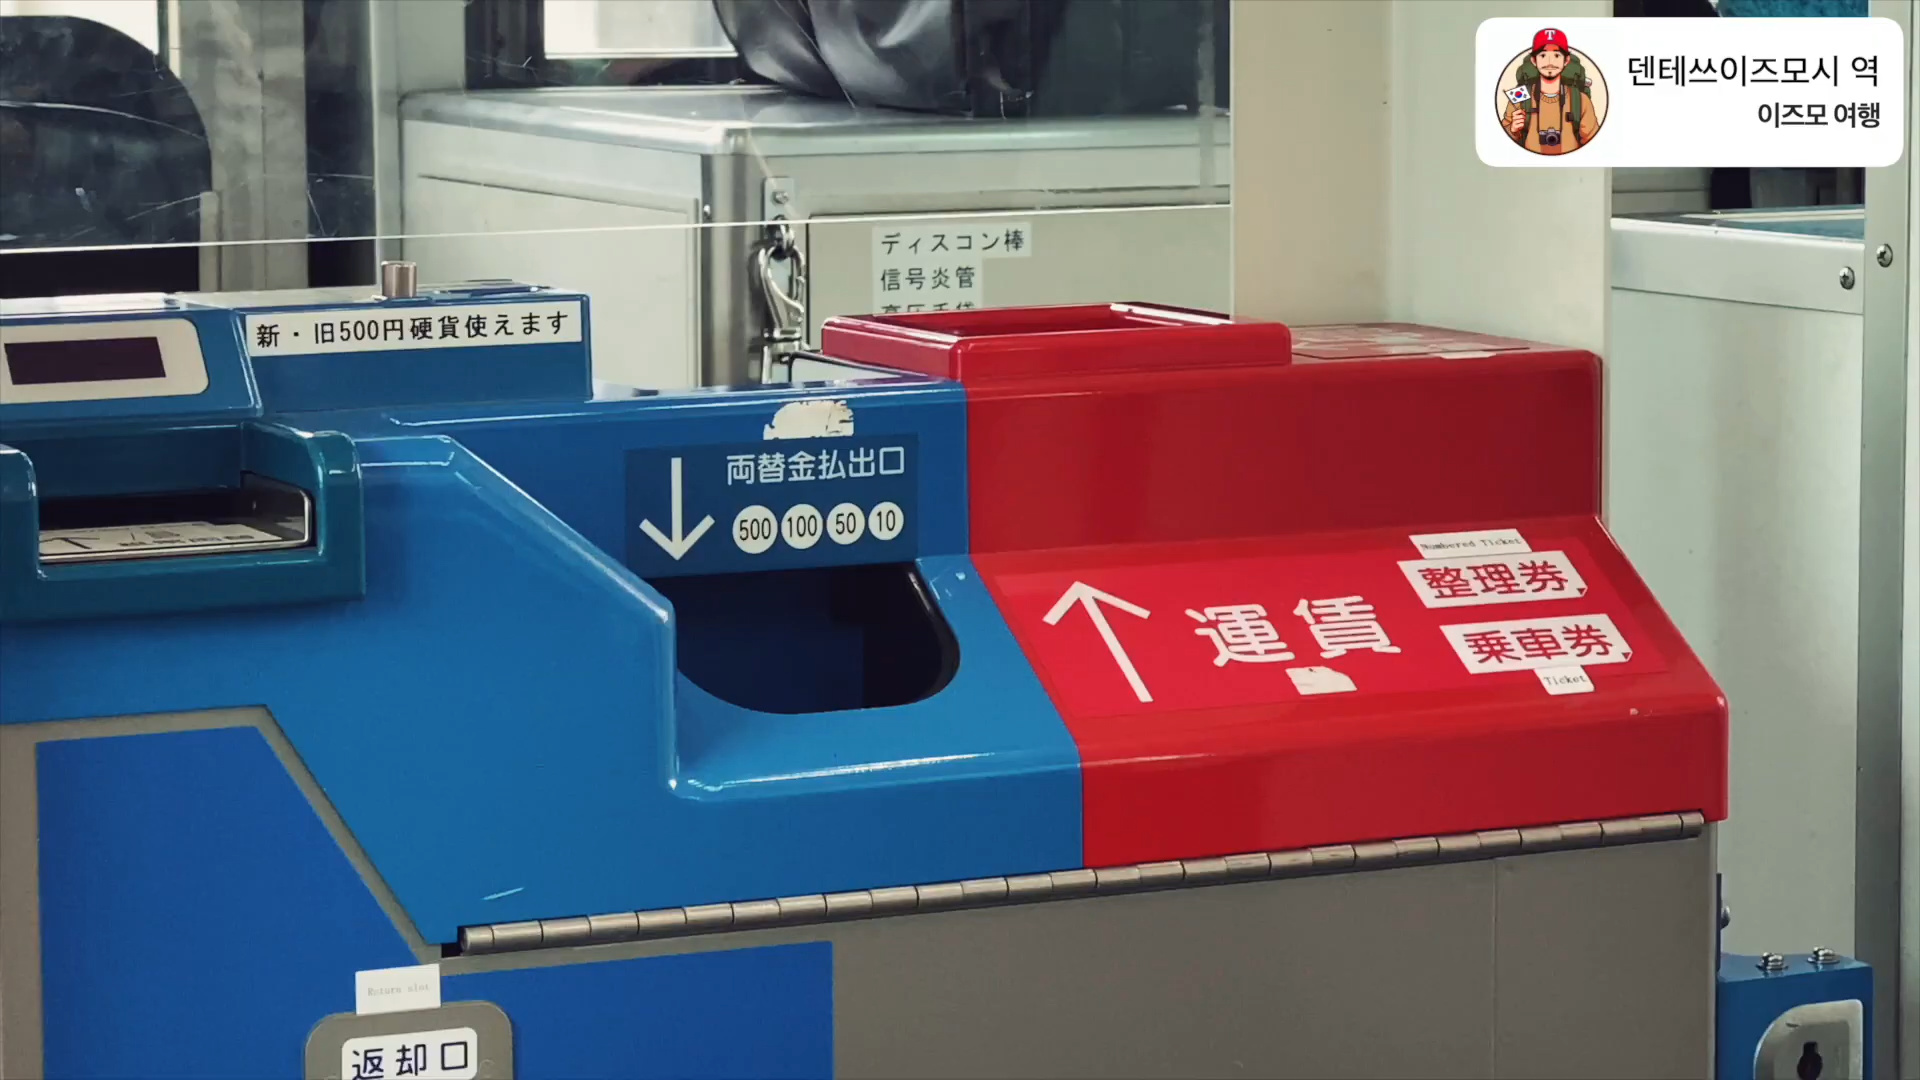 덴테쓰이즈모시 역
이즈모 여행
ディスコン棒
信号炎管
新・旧500円硬貨使えます
両替金払出口
500 100 50 10
Numbered Ticket
整理券
運賃
乗車券
Ticket
Return slot
返却口